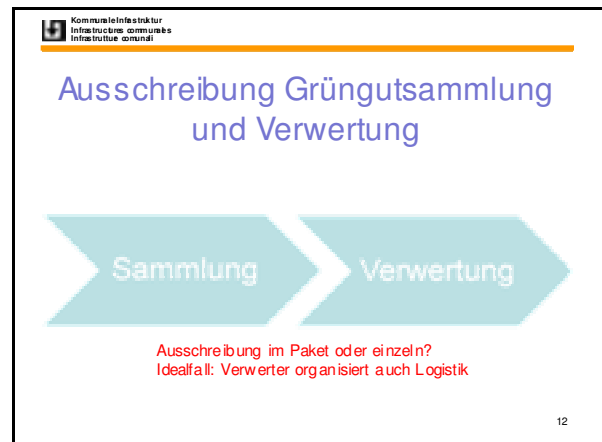 Kommunale Infrastruktur
Infrastructures communales
Infrastrutture comunali
Ausschreibung Grüngutsammlung
und Verwertung
Sammlung
Verwertung
Ausschreibung im Paket oder einzeln?
Idealfall: Verwerter organisiert auch Logistik
12